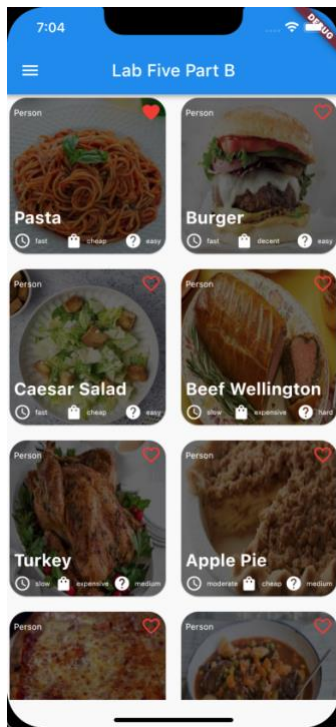 7:04
DEBUG
Lab Five Part B
Person
Pasta
fast cheap easy
Person
Burger
fast decent easy
Person
Caesar Salad
fast cheap easy
Person
Beef Wellington
slow expensive hard
Person
Turkey
slow expensive medium
Person
Apple Pie
moderate cheap medium
Person
Person